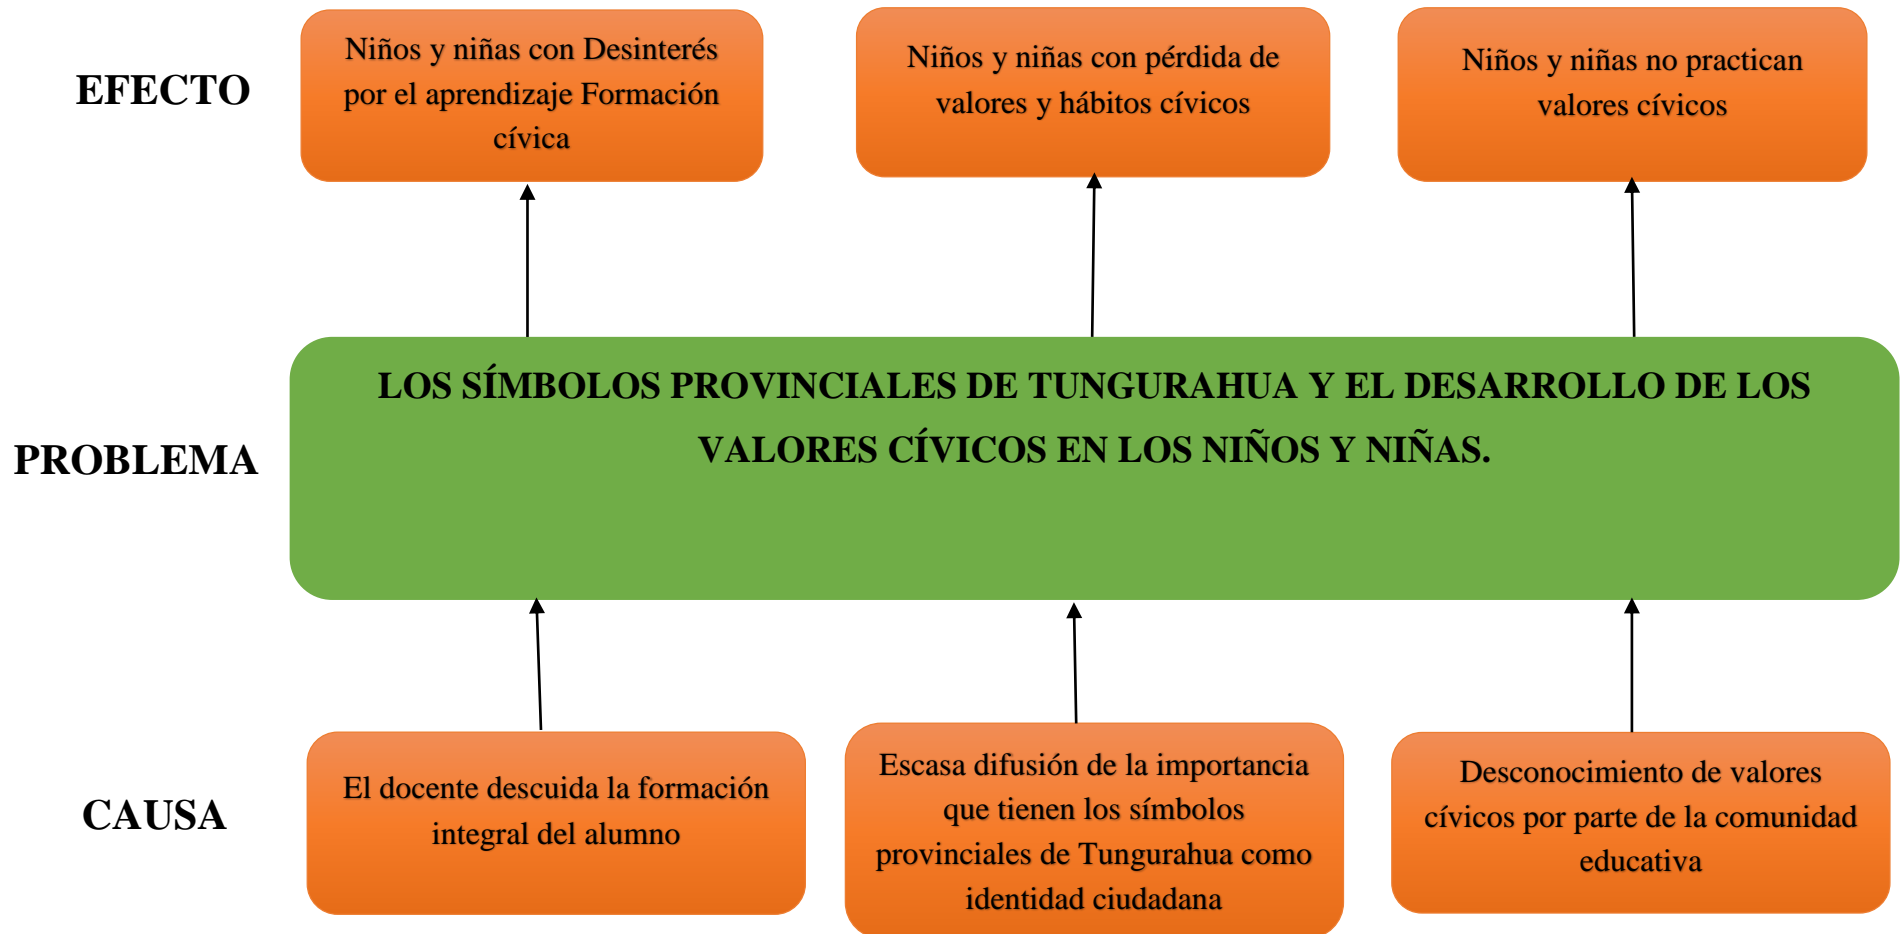 EFECTO
Niños y niñas con Desinterés
por el aprendizaje Formación
cívica
Niños y niñas con pérdida de
valores y hábitos cívicos
Niños y niñas no practican
valores cívicos
PROBLEMA
LOS SÍMBOLOS PROVINCIALES DE TUNGURAHUA Y EL DESARROLLO DE LOS
VALORES CÍVICOS EN LOS NIÑOS Y NIÑAS.
CAUSA
El docente descuida la formación
integral del alumno
Escasa difusión de la importancia
que tienen los símbolos
provinciales de Tungurahua como
identidad ciudadana
Desconocimiento de valores
cívicos por parte de la comunidad
educativa